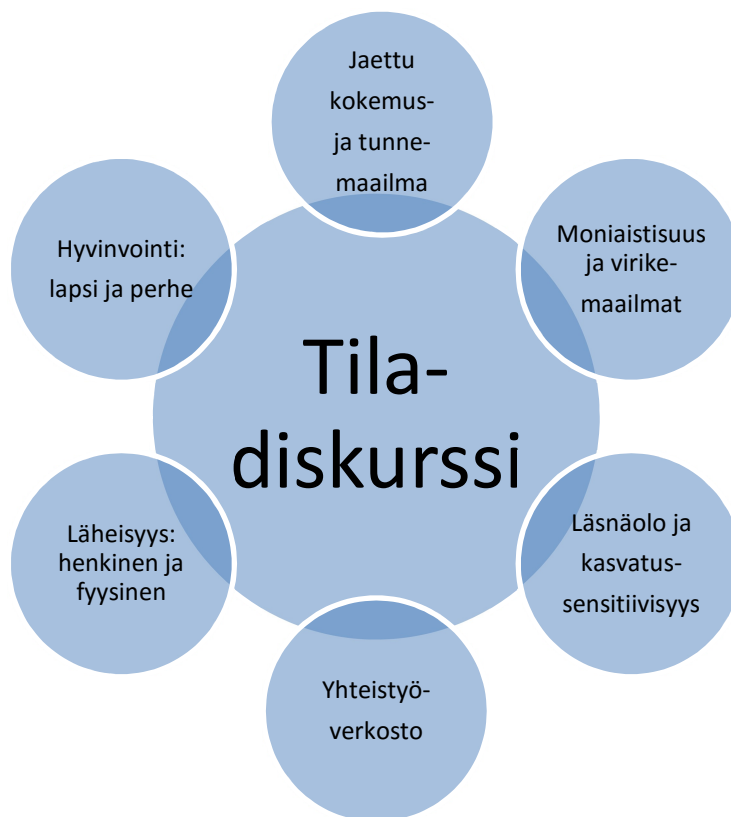 Jaettu
kokemus-
ja tunne-
maailma
Moniaistisuus
ja virike-
maailmat
Hyvinvointi:
lapsi ja perhe
Tila-
diskurssi
Läheisyys:
henkinen ja
fyysinen
Läsnäolo ja
kasvatus-
sensitiivisyys
Yhteistyö-
verkosto